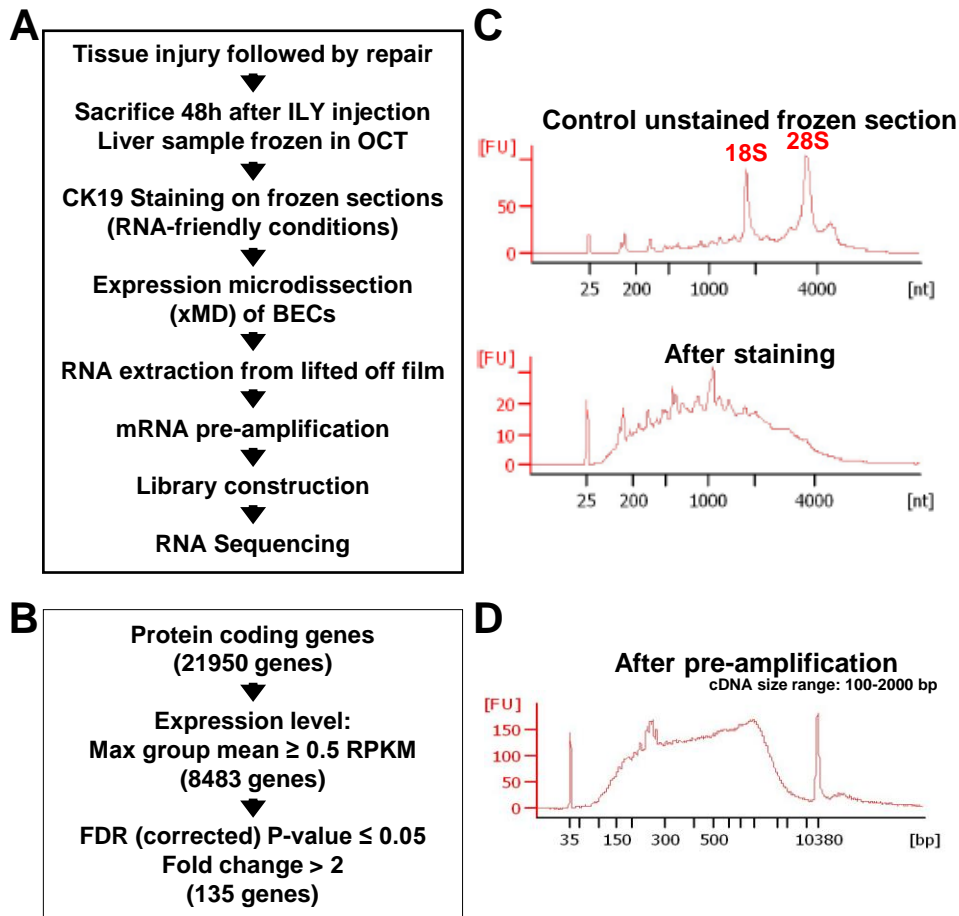 A
Tissue injury followed by repair
Sacrifice 48h after ILY injection
Liver sample frozen in OCT
CK19 Staining on frozen sections
(RNA-friendly conditions)
Expression microdissection
(xMD) of BECs
RNA extraction from lifted off film
mRNA pre-amplification
Library construction
RNA Sequencing
B
Protein coding genes
(21950 genes)
Expression level:
Max group mean ≥ 0.5 RPKM
(8483 genes)
FDR (corrected) P-value ≤ 0.05
Fold change > 2
(135 genes)
C
Control unstained frozen section
[FU]
18S
28S
50
0
25 200 1000 4000 [nt]
After staining
[FU]
20
10
0
25 200 1000 4000 [nt]
D
After pre-amplification
cDNA size range: 100-2000 bp
[FU]
150
100
50
0
35 150 300 500 10380 [bp]